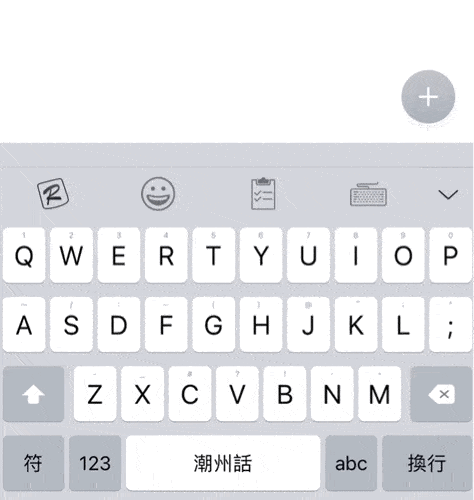 R
1 2 3 4 5 6 7 8 9 0
Q W E R T Y U I O P
A S D F G H J K L ;
Z X C V B N M
符 123 潮州話 abc 換行